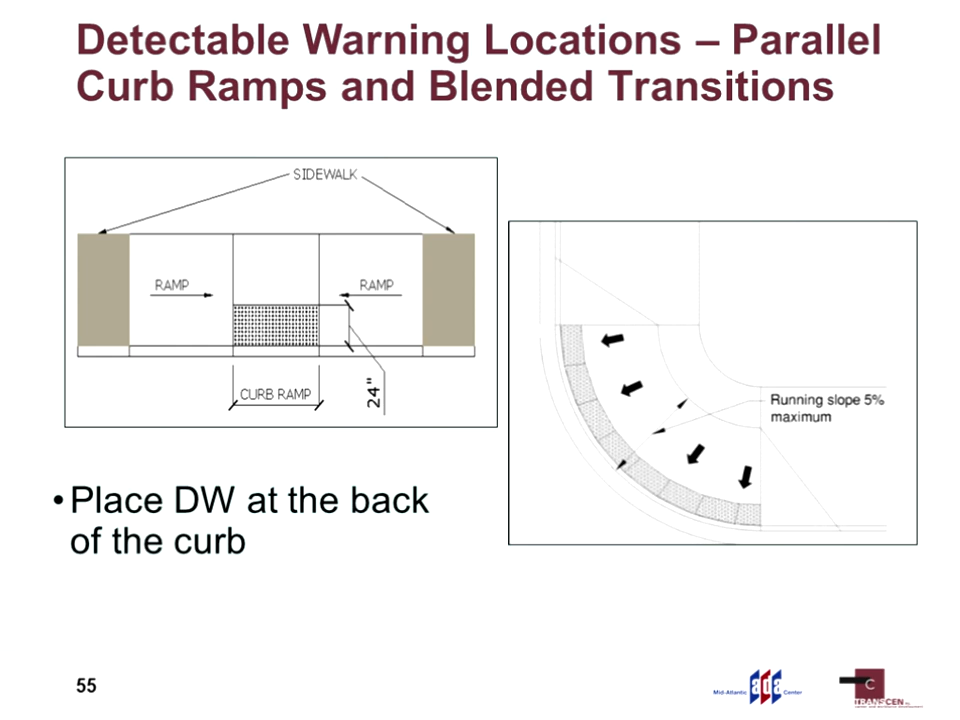 Detectable Warning Locations – Parallel
Curb Ramps and Blended Transitions
SIDEWALK
RAMP
RAMP
CURB RAMP
24"
Running slope 5%
maximum
• Place DW at the back
of the curb
55
Mid-Atlantic ada Center
C
TRANSCEN